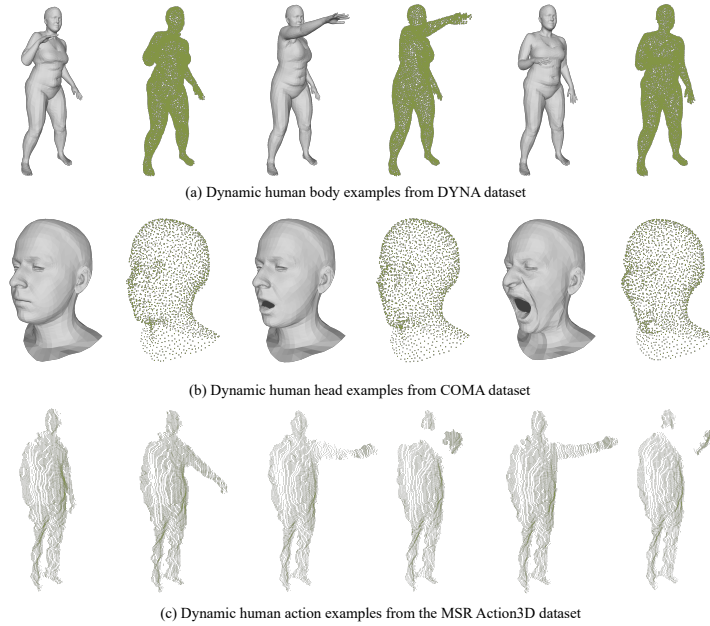 (a) Dynamic human body examples from DYNA dataset
(b) Dynamic human head examples from COMA dataset
(c) Dynamic human action examples from the MSR Action3D dataset